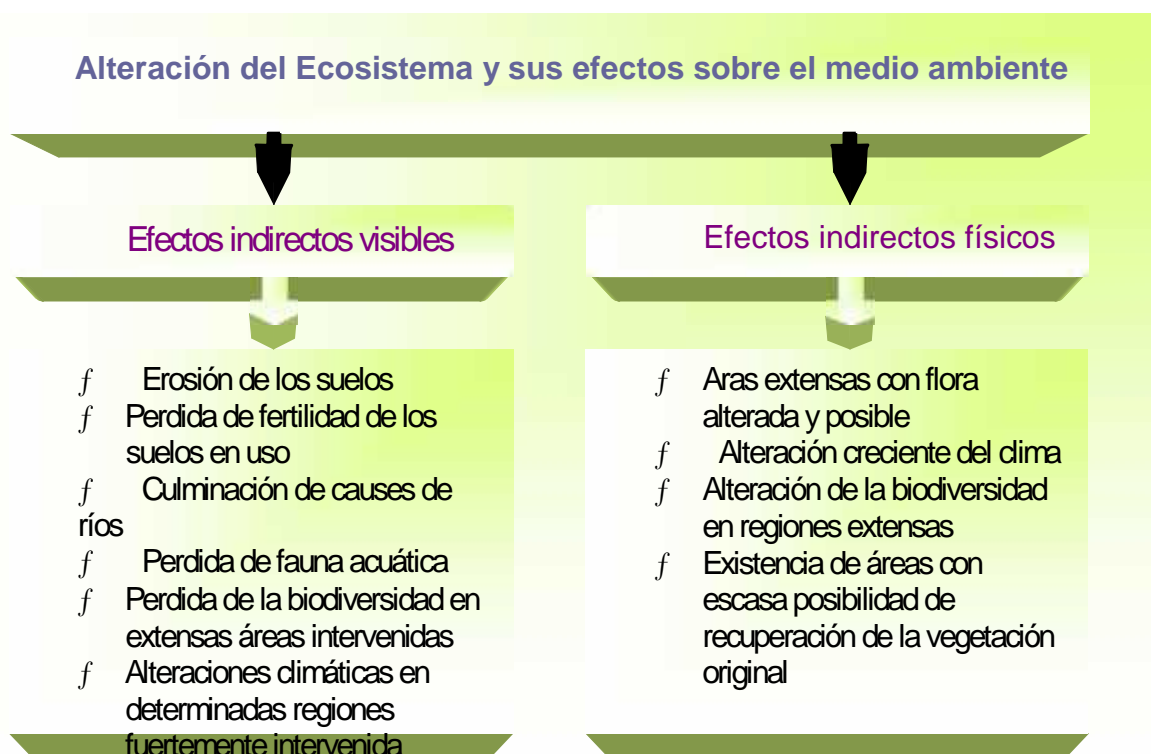 Alteración del Ecosistema y sus efectos sobre el medio ambiente
Efectos indirectos visibles
ƒ Erosión de los suelos
ƒ Perdida de fertilidad de los
suelos en uso
ƒ Culminación de causes de
ríos
ƒ Perdida de fauna acuática
ƒ Perdida de la biodiversidad en
extensas áreas intervenidas
ƒ Alteraciones climáticas en
determinadas regiones
fuertemente intervenida
Efectos indirectos físicos
ƒ Aras extensas con flora
alterada y posible
ƒ Alteración creciente del clima
ƒ Alteración de la biodiversidad
en regiones extensas
ƒ Existencia de áreas con
escasa posibilidad de
recuperación de la vegetación
original